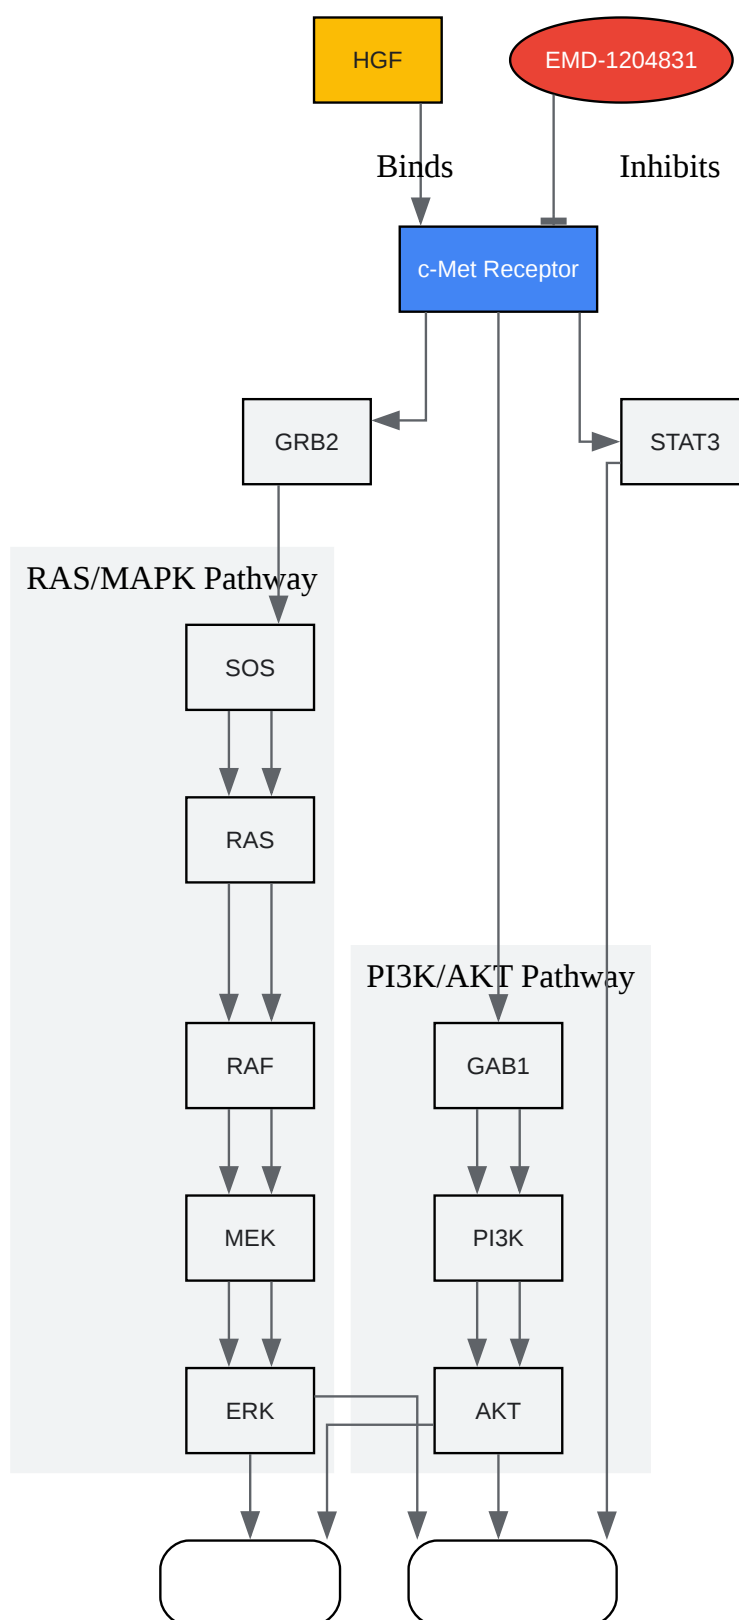 HGF
EMD-1204831
Binds
Inhibits
c-Met Receptor
GRB2
STAT3
RAS/MAPK Pathway
SOS
RAS
PI3K/AKT Pathway
RAF
GAB1
MEK
PI3K
ERK
AKT